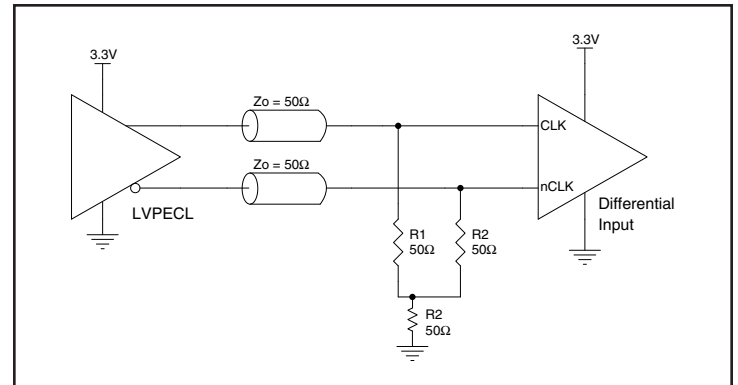 3.3V
3.3V
Zo = 50Ω
CLK
Zo = 50Ω
nCLK
LVPECL
Differential
Input
R1
50Ω
R2
50Ω
R2
50Ω